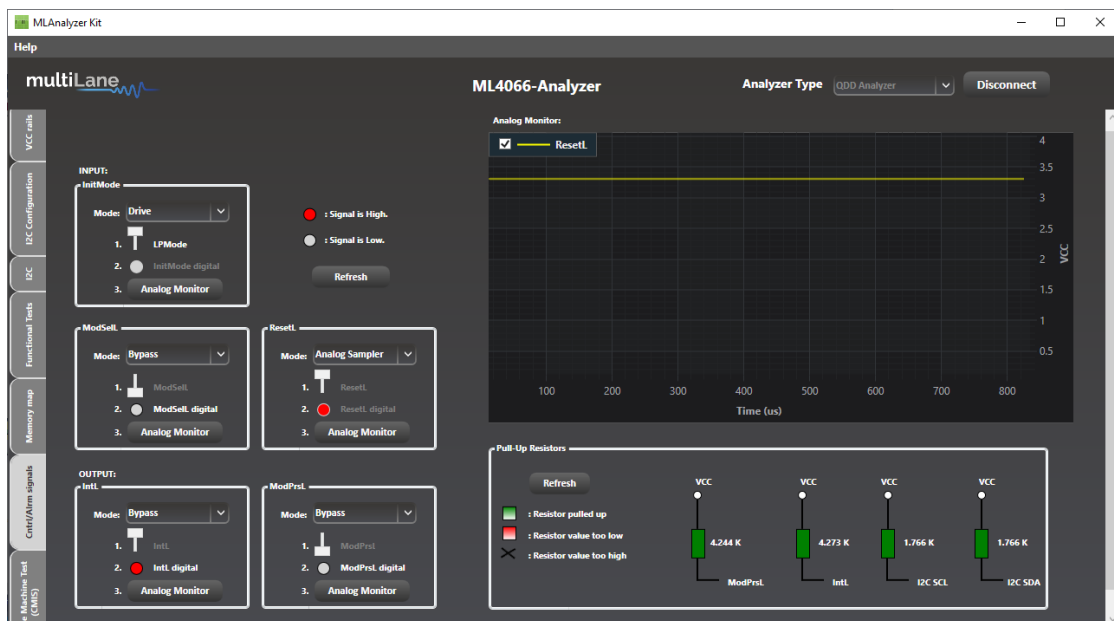 MLAnalyzer Kit
Help
multiLane
ML4066-Analyzer
Analyzer Type
QDD Analyzer
Disconnect
VCC rails
I2C Configuration
I2C
Functional Tests
Memory map
Cntrl/Alrm signals
e Machine Test
(CMIS)
INPUT:
InitMode
Mode: Drive
1. LPMode
2. InitMode digital
3. Analog Monitor
: Signal is High.
: Signal is Low.
Refresh
ModSelL
Mode: Bypass
1. ModSelL
2. ModSelL digital
3. Analog Monitor
ResetL
Mode: Analog Sampler
1. ResetL
2. ResetL digital
3. Analog Monitor
OUTPUT:
IntL
Mode: Bypass
1. IntL
2. IntL digital
3. Analog Monitor
ModPrsL
Mode: Bypass
1. ModPrsl
2. ModPrsL digital
3. Analog Monitor
Analog Monitor:
ResetL
4
3.5
3
2.5
2
1.5
1
0.5
VCC
100 200 300 400 500 600 700 800
Time (us)
Pull-Up Resistors
Refresh
: Resistor pulled up
: Resistor value too low
: Resistor value too high
VCC VCC VCC VCC
4.244 K 4.273 K 1.766 K 1.766 K
ModPrsL IntL I2C SCL I2C SDA